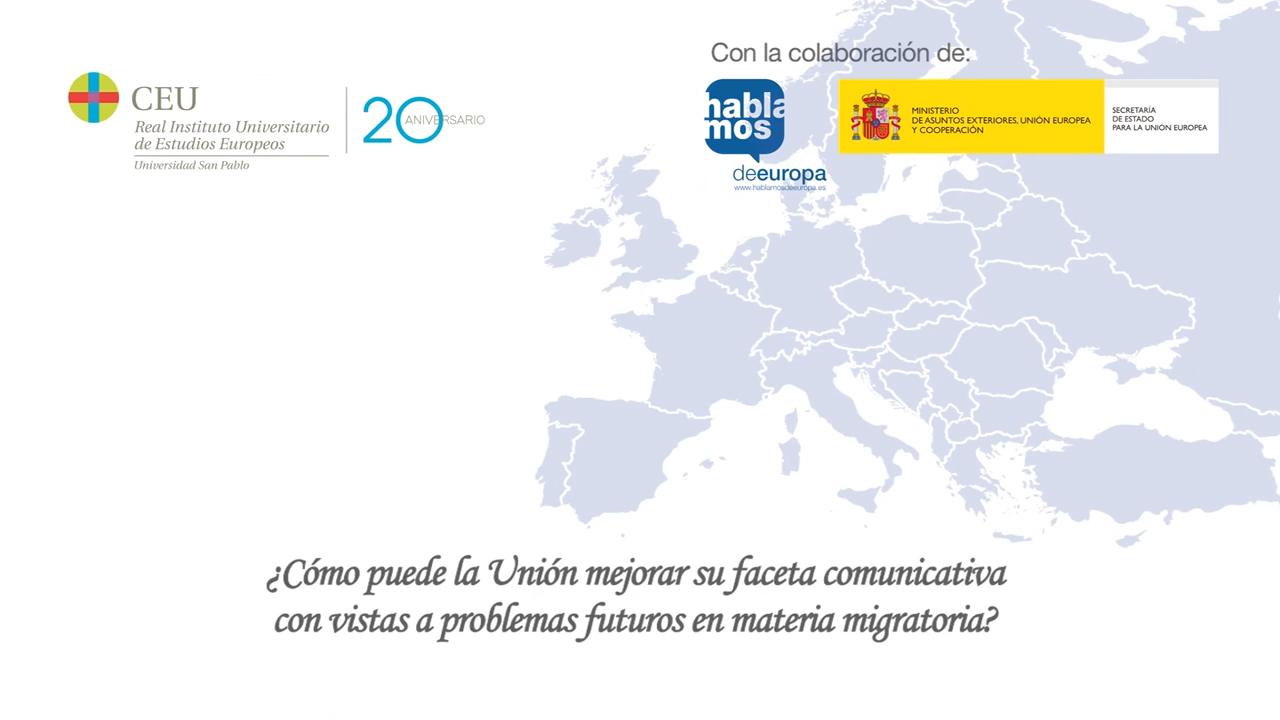 CEU
Real Instituto Universitario
de Estudios Europeos
Universidad San Pablo
20 ANIVERSARIO
Con la colaboración de:
habla
mos
deeuropa
www.hablamosdeeuropa.es
MINISTERIO
DE ASUNTOS EXTERIORES, UNIÓN EUROPEA
Y COOPERACIÓN
SECRETARÍA
DE ESTADO
PARA LA UNIÓN EUROPEA
¿Cómo puede la Unión mejorar su faceta comunicativa
con vistas a problemas futuros en materia migratoria?